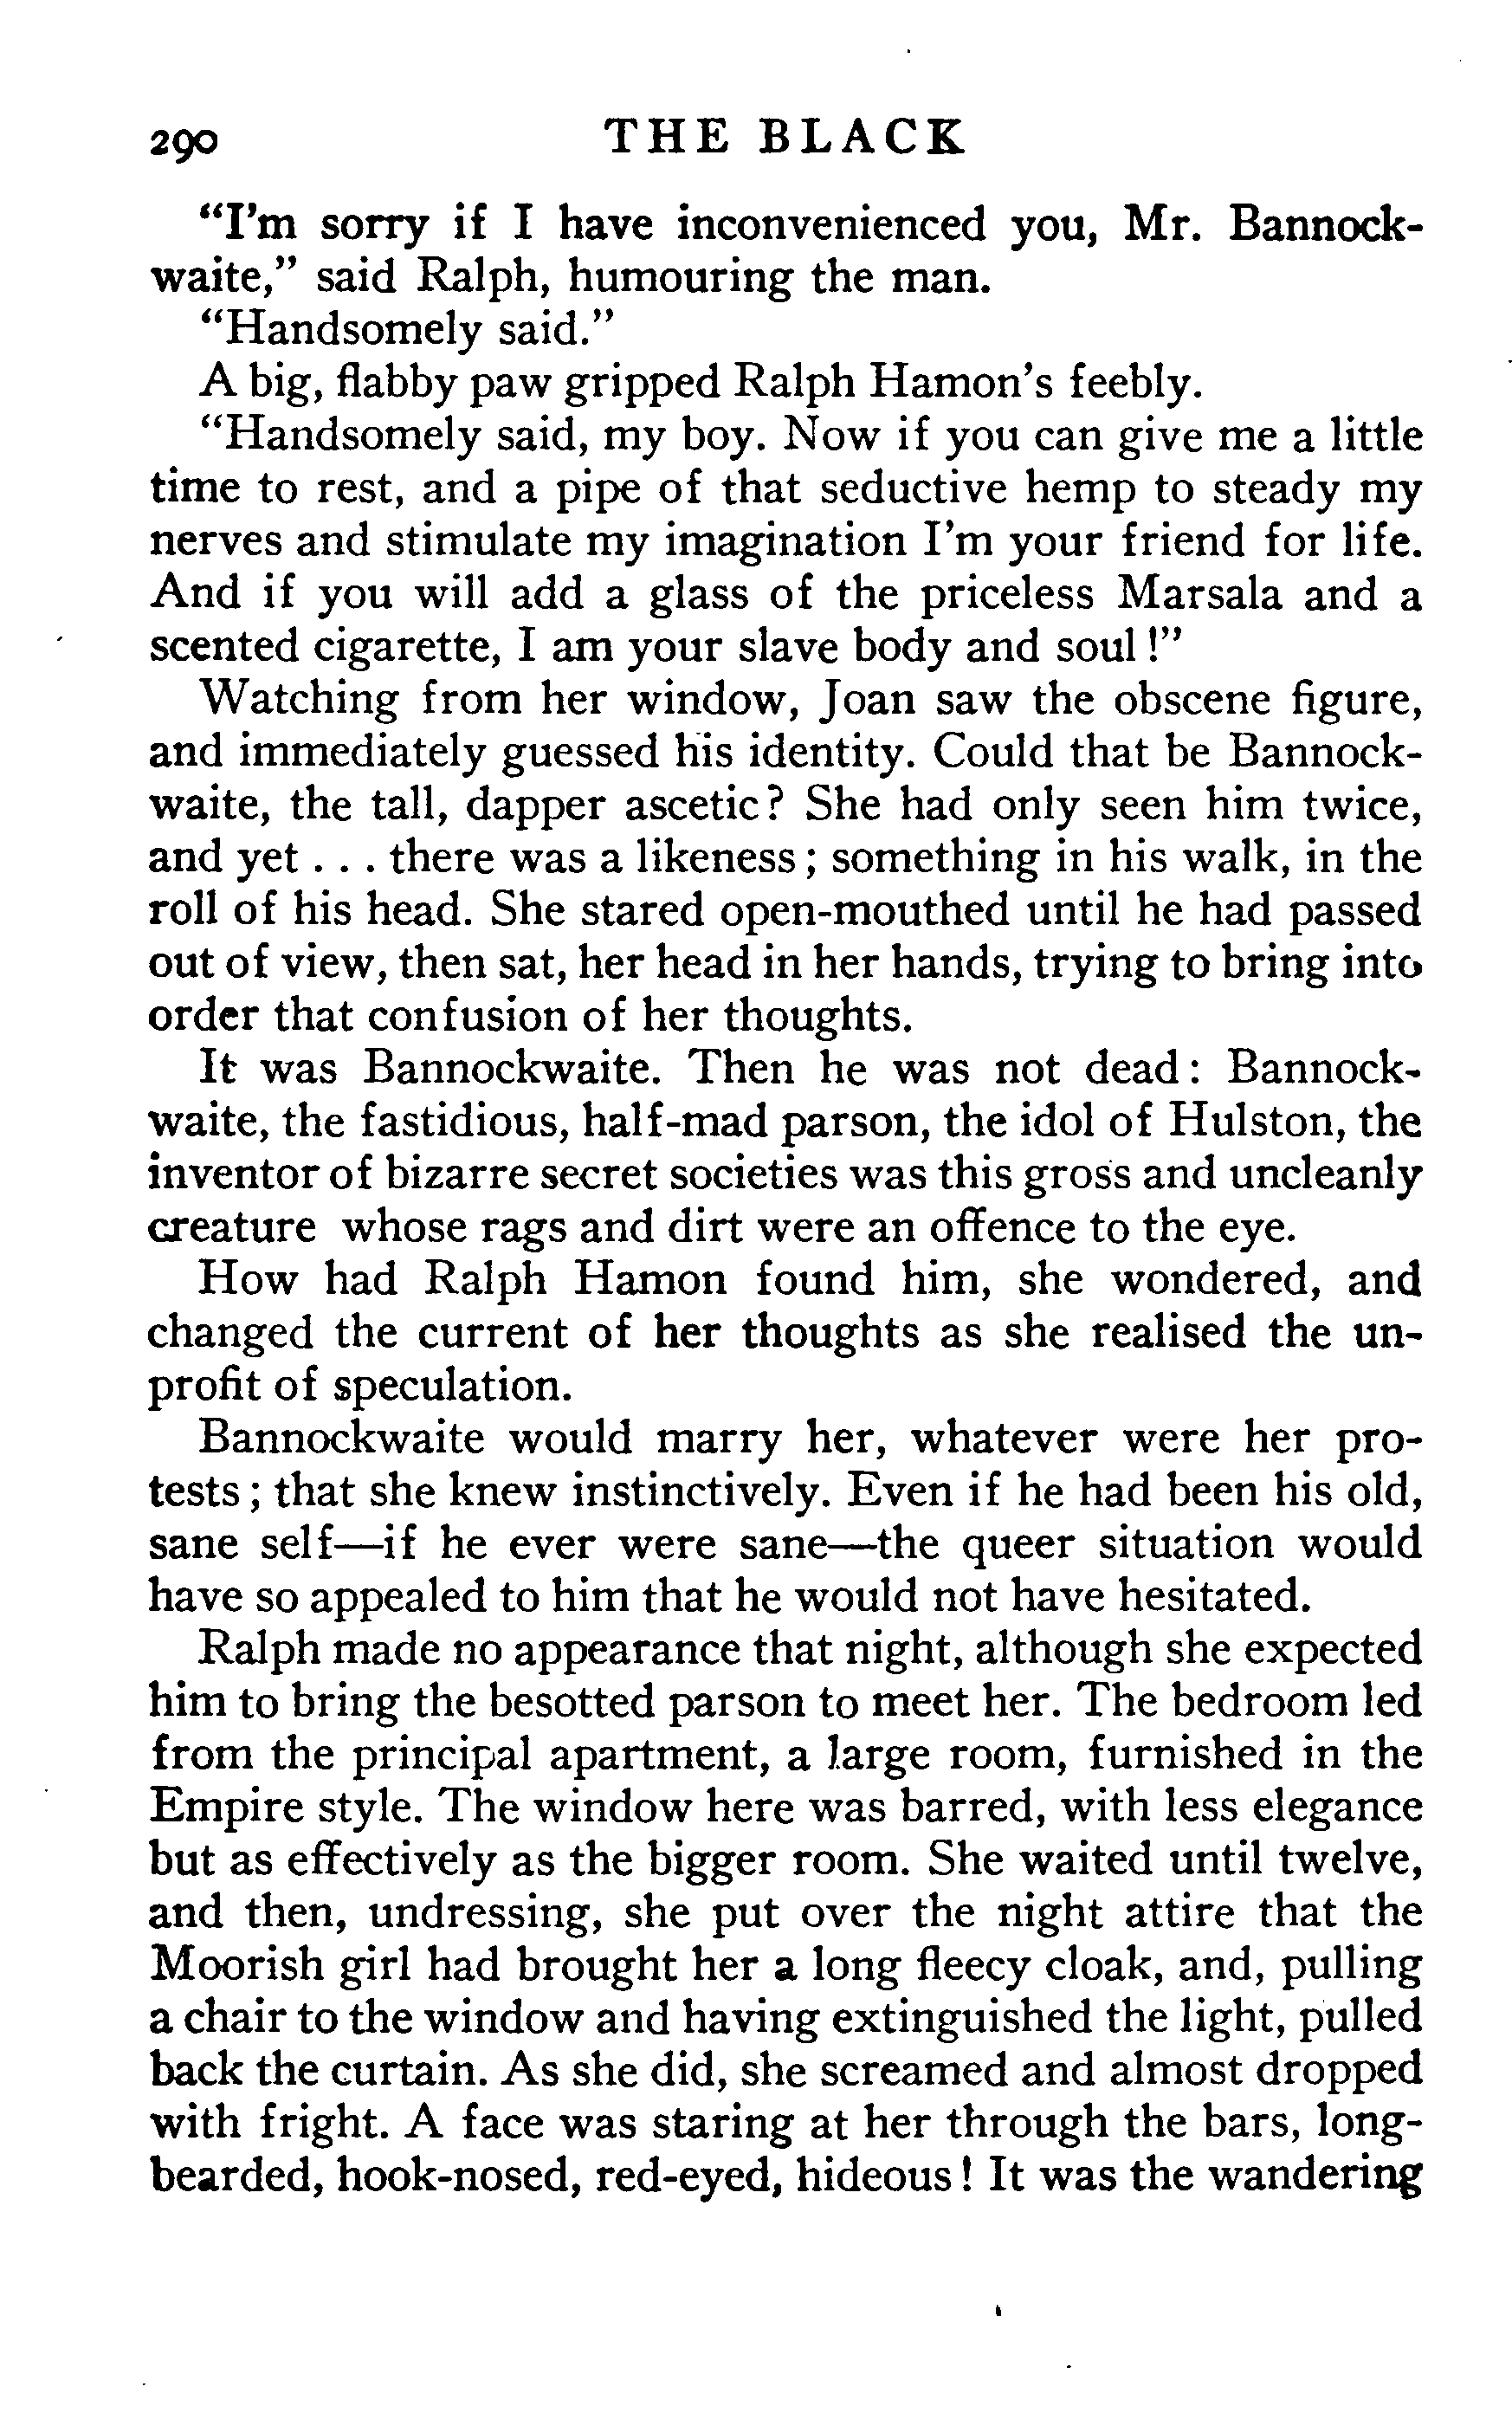 290 THE BLACK
"I'm sorry if I have inconvenienced you, Mr. Bannock-
waite," said Ralph, humouring the man.
"Handsomely said."
A big, flabby paw gripped Ralph Hamon's feebly.
"Handsomely said, my boy. Now if you can give me a little
time to rest, and a pipe of that seductive hemp to steady my
nerves and stimulate my imagination I'm your friend for life.
And if you will add a glass of the priceless Marsala and a
scented cigarette, I am your slave body and soul!"
Watching from her window, Joan saw the obscene figure,
and immediately guessed his identity. Could that be Bannock-
waite, the tall, dapper ascetic? She had only seen him twice,
and yet . . . there was a likeness; something in his walk, in the
roll of his head. She stared open-mouthed until he had passed
out of view, then sat, her head in her hands, trying to bring into
order that confusion of her thoughts.
It was Bannockwaite. Then he was not dead: Bannock-
waite, the fastidious, half-mad parson, the idol of Hulston, the
inventor of bizarre secret societies was this gross and uncleanly
creature whose rags and dirt were an offence to the eye.
How had Ralph Hamon found him, she wondered, and
changed the current of her thoughts as she realised the un-
profit of speculation.
Bannockwaite would marry her, whatever were her pro-
tests; that she knew instinctively. Even if he had been his old,
sane self—if he ever were sane—the queer situation would
have so appealed to him that he would not have hesitated.
Ralph made no appearance that night, although she expected
him to bring the besotted parson to meet her. The bedroom led
from the principal apartment, a large room, furnished in the
Empire style. The window here was barred, with less elegance
but as effectively as the bigger room. She waited until twelve,
and then, undressing, she put over the night attire that the
Moorish girl had brought her a long fleecy cloak, and, pulling
a chair to the window and having extinguished the light, pulled
back the curtain. As she did, she screamed and almost dropped
with fright. A face was staring at her through the bars, long-
bearded, hook-nosed, red-eyed, hideous! It was the wandering